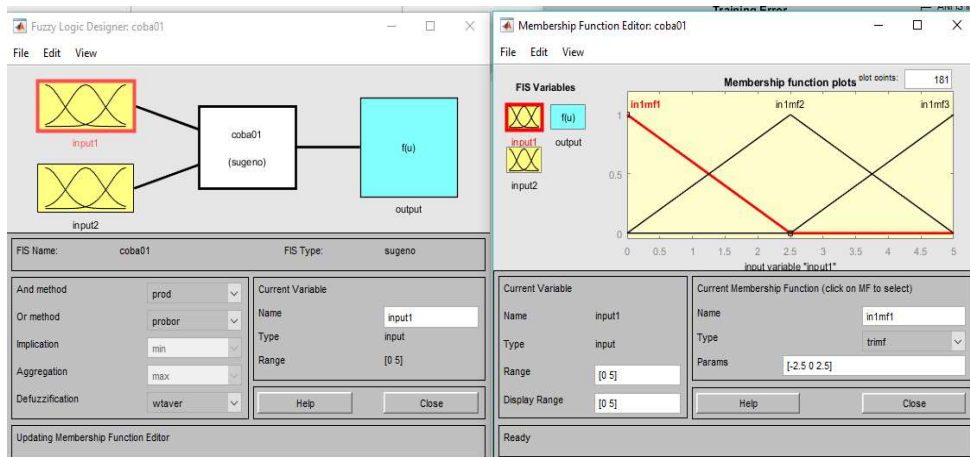 Fuzzy Logic Designer: coba01
File Edit View
input1
coba01
(sugeno)
f(u)
input2
output
FIS Name: coba01 FIS Type: sugeno
And method prod
Or method probor
Implication min
Aggregation max
Defuzzification wtaver
Current Variable
Name input1
Type input
Range [0 5]
Help Close
Updating Membership Function Editor
Training Error
Membership Function Editor: coba01
File Edit View
FIS Variables
f(u)
input1 output
input2
Membership function plots plot points: 181
in1mf1 in1mf2 in1mf3
1
0.5
0
0 0.5 1 1.5 2 2.5 3 3.5 4 4.5 5
input variable "input1"
Current Variable
Name input1
Type input
Range [0 5]
Display Range [0 5]
Current Membership Function (click on MF to select)
Name in1mf1
Type trimf
Params [-2.5 0 2.5]
Help Close
Ready